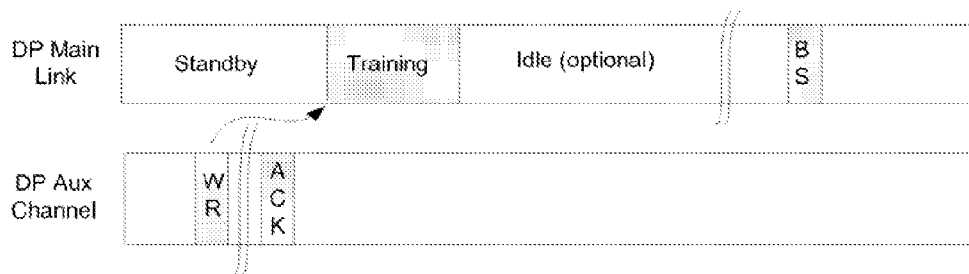 DP Main
Link
Standby
Training
Idle (optional)
B
S
DP Aux
Channel
W
R
A
C
K